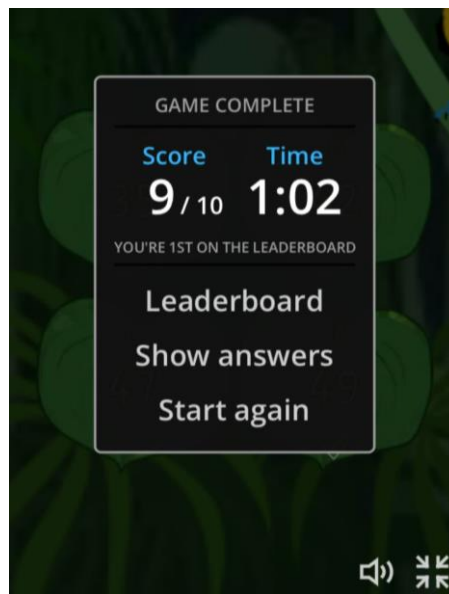 GAME COMPLETE
Score Time
9 / 10 1:02
YOU'RE 1ST ON THE LEADERBOARD
Leaderboard
Show answers
Start again